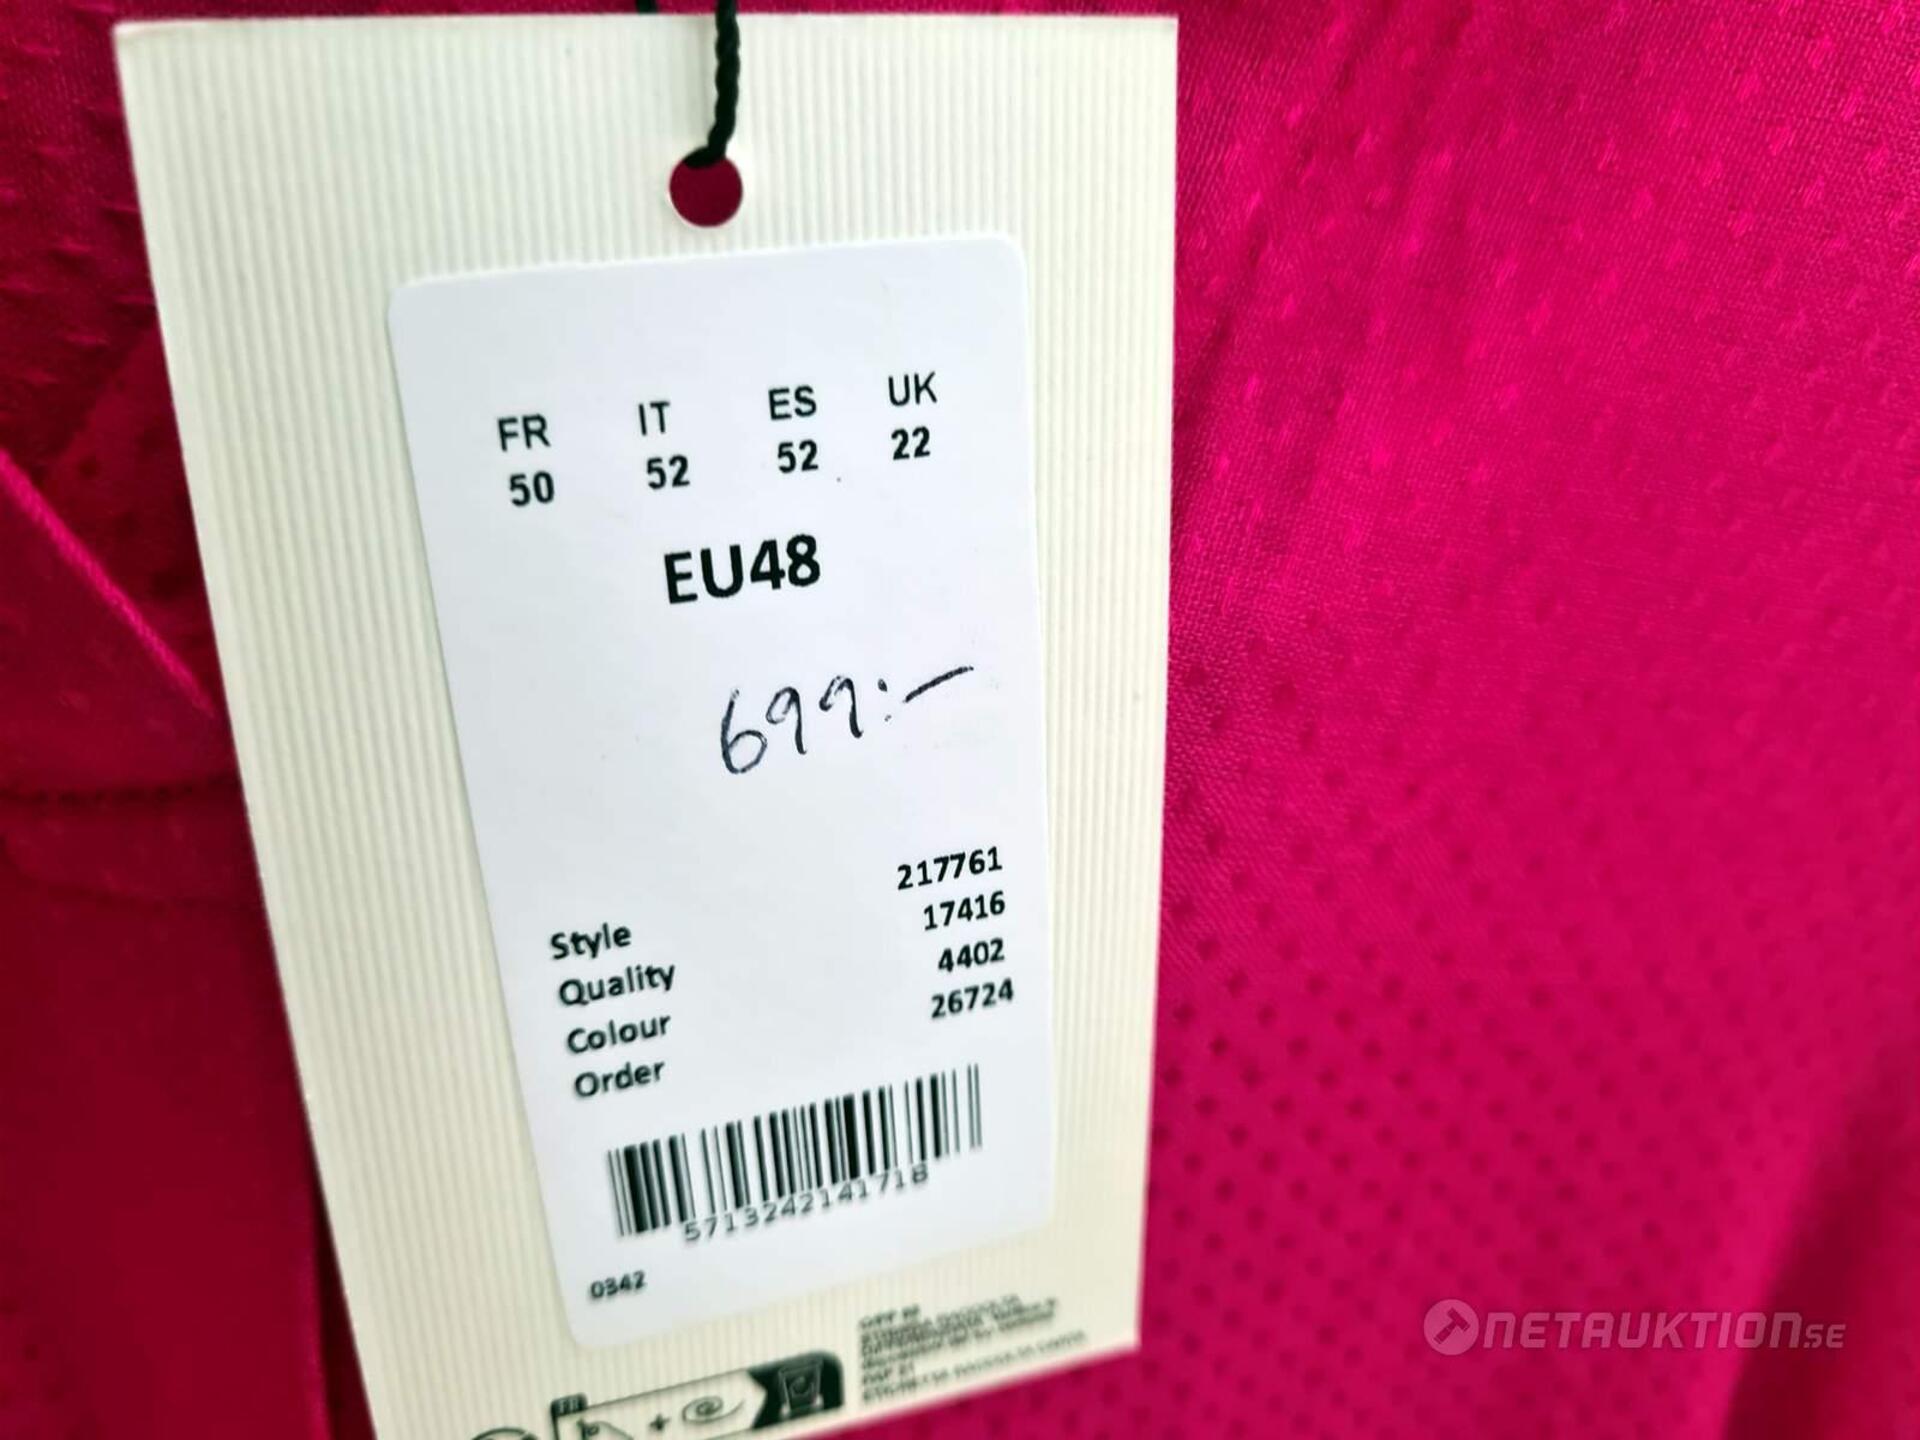 FR IT ES UK
50 52 52 22
EU48
699:-
Style 217761
Quality 17416
Colour 4402
Order 26724
5713242141718
0342
FR
+
NETAUKTION.SE